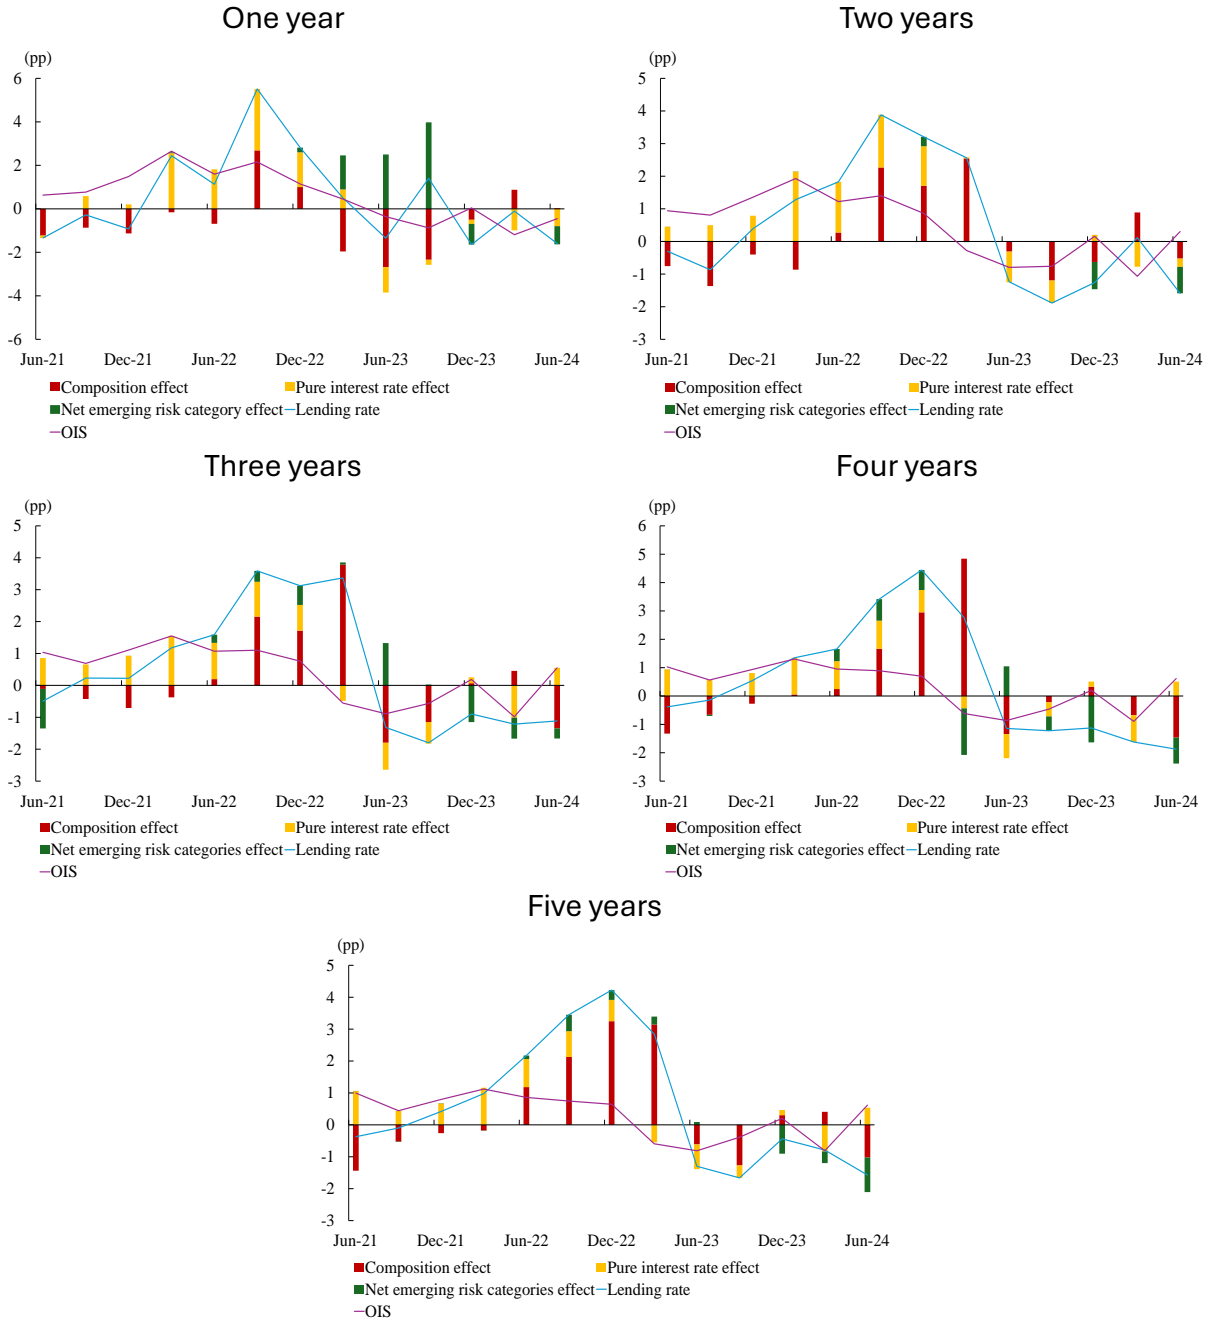 One year
(pp)
6
4
2
0
-2
-4
-6
Jun-21 Dec-21 Jun-22 Dec-22 Jun-23 Dec-23 Jun-24
Composition effect Pure interest rate effect
Net emerging risk category effect Lending rate
OIS
Two years
(pp)
5
4
3
2
1
0
-1
-2
-3
Jun-21 Dec-21 Jun-22 Dec-22 Jun-23 Dec-23 Jun-24
Composition effect Pure interest rate effect
Net emerging risk categories effect Lending rate
OIS
Three years
(pp)
5
4
3
2
1
0
-1
-2
-3
Jun-21 Dec-21 Jun-22 Dec-22 Jun-23 Dec-23 Jun-24
Composition effect Pure interest rate effect
Net emerging risk categories effect Lending rate
OIS
Four years
(pp)
6
5
4
3
2
1
0
-1
-2
-3
Jun-21 Dec-21 Jun-22 Dec-22 Jun-23 Dec-23 Jun-24
Composition effect Pure interest rate effect
Net emerging risk categories effect Lending rate
OIS
Five years
(pp)
5
4
3
2
1
0
-1
-2
-3
Jun-21 Dec-21 Jun-22 Dec-22 Jun-23 Dec-23 Jun-24
Composition effect Pure interest rate effect
Net emerging risk categories effect Lending rate
OIS